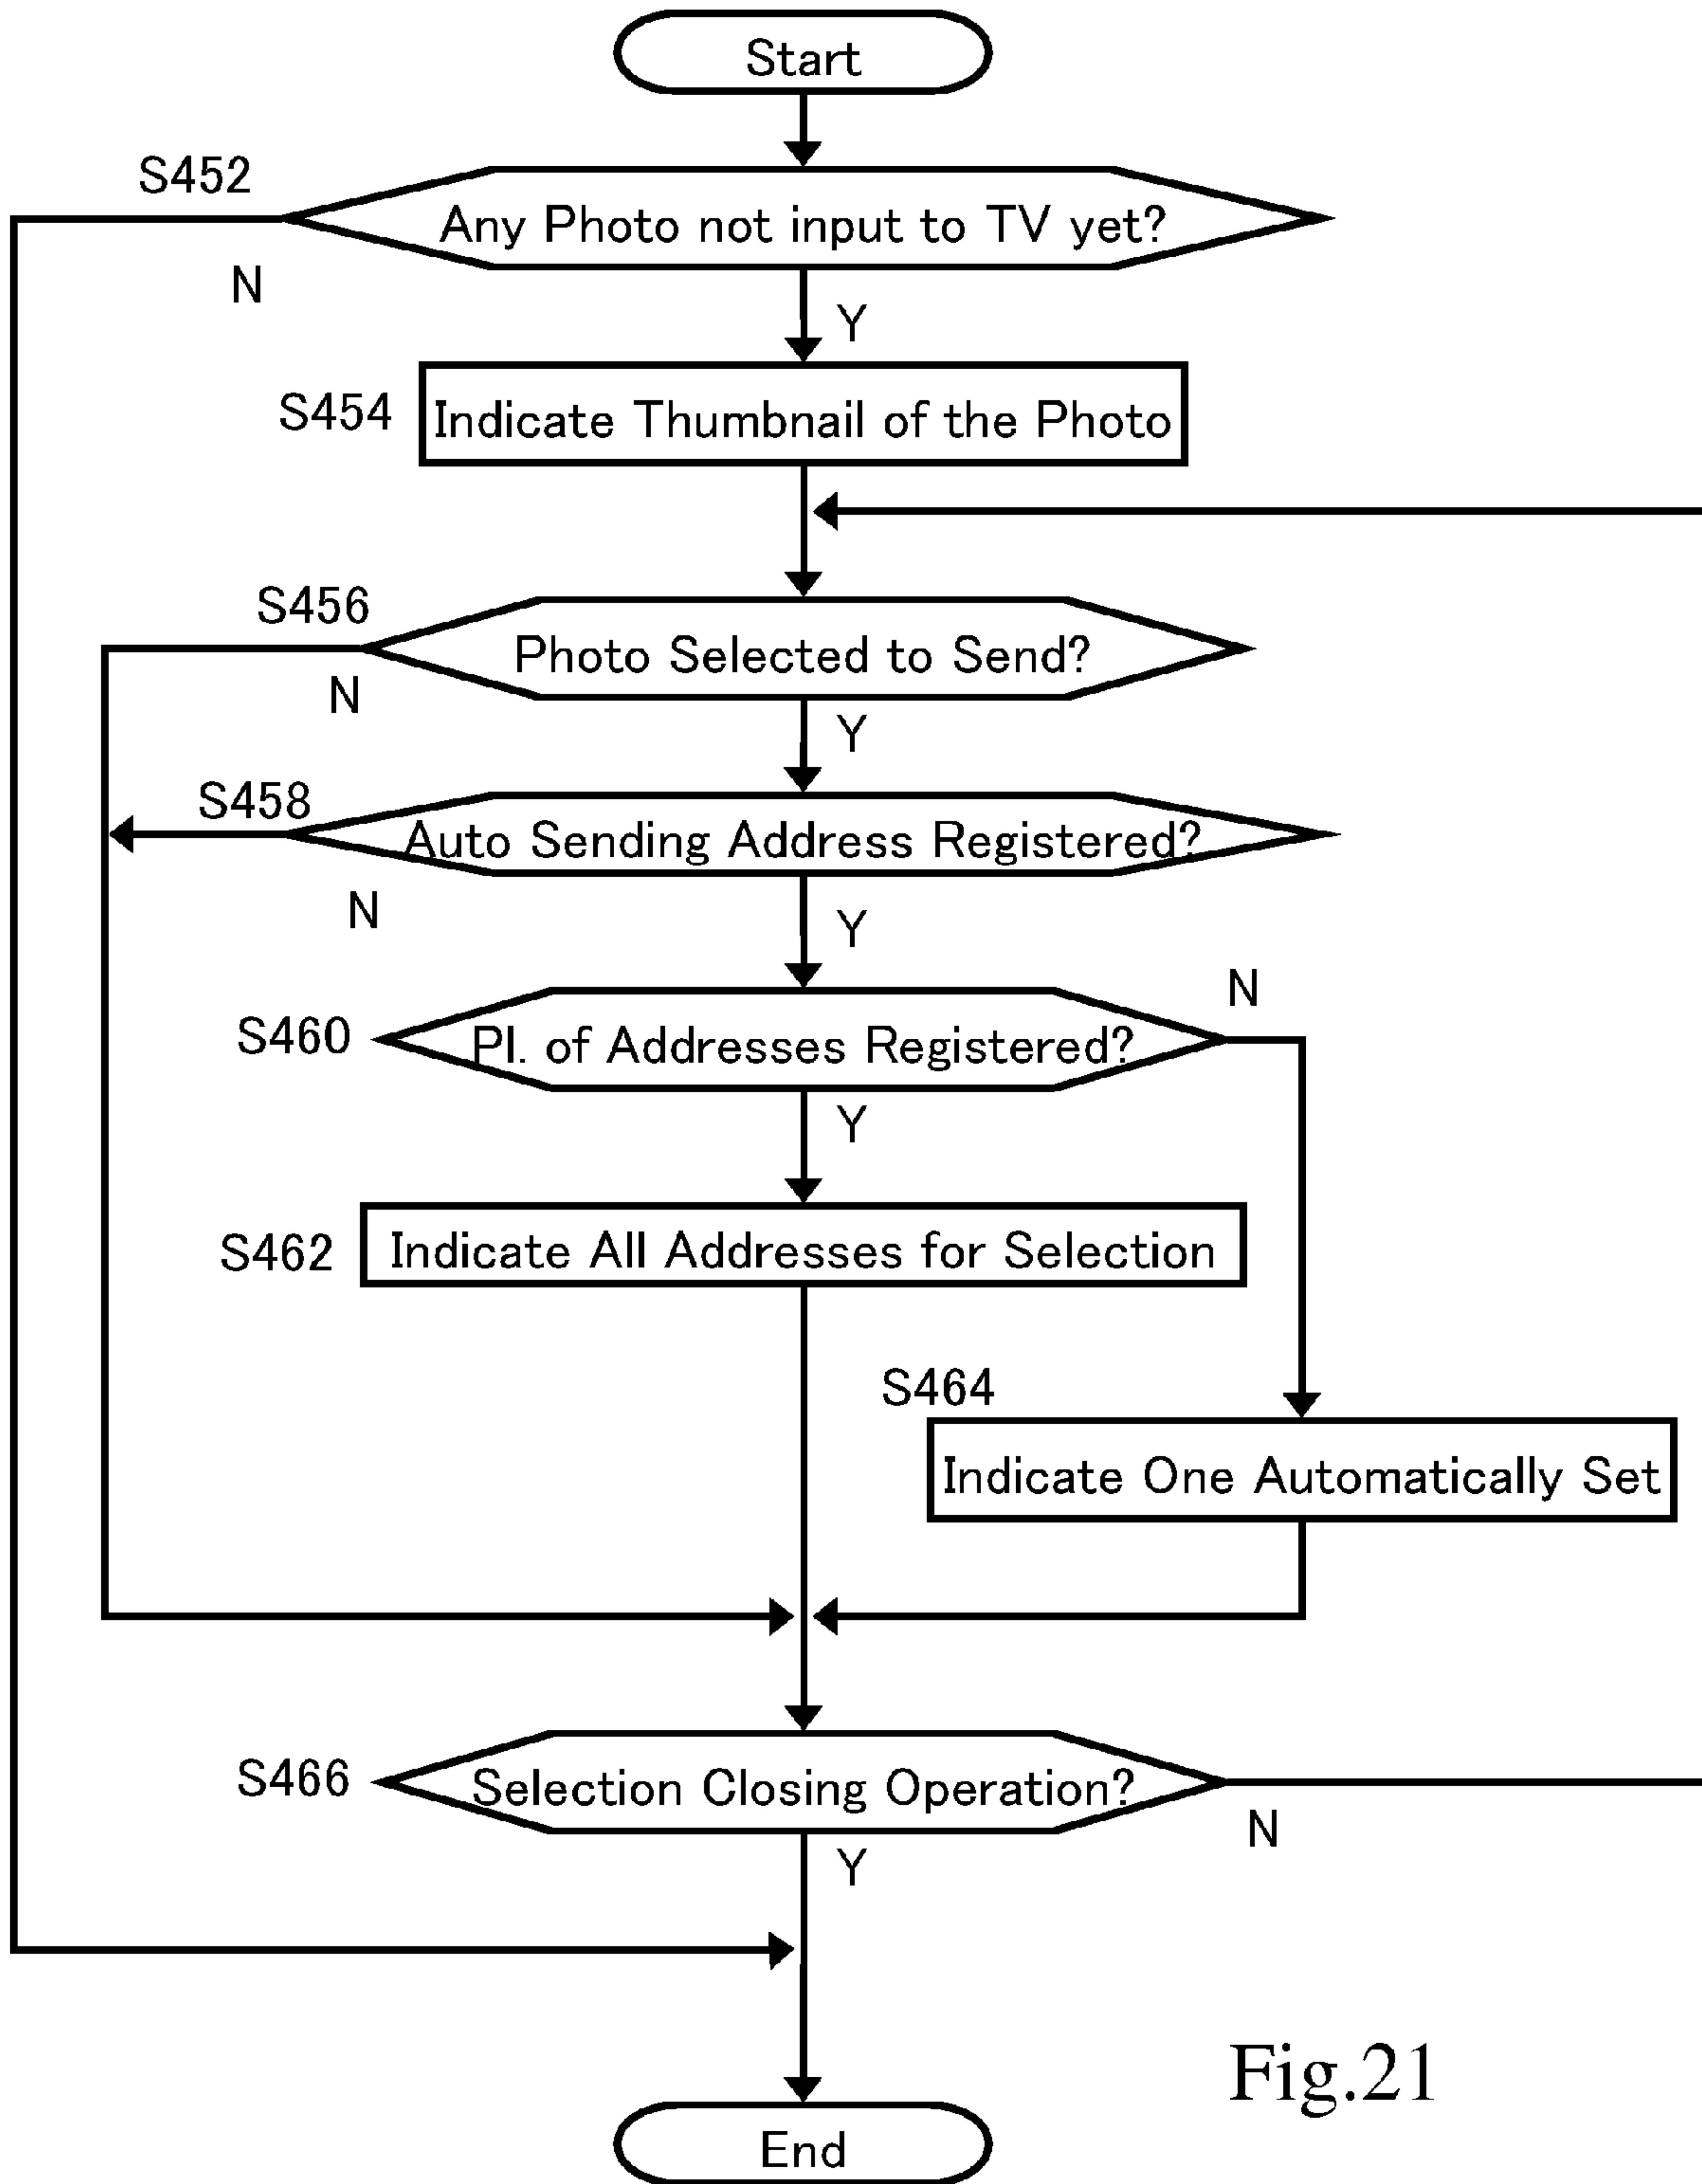 Start
S452
Any Photo not input to TV yet?
N
Y
S454
Indicate Thumbnail of the Photo
S456
Photo Selected to Send?
N
Y
S458
Auto Sending Address Registered?
N
Y
N
S460
Pl. of Addresses Registered?
Y
S462
Indicate All Addresses for Selection
S464
Indicate One Automatically Set
S466
Selection Closing Operation?
N
Y
Fig.21
End